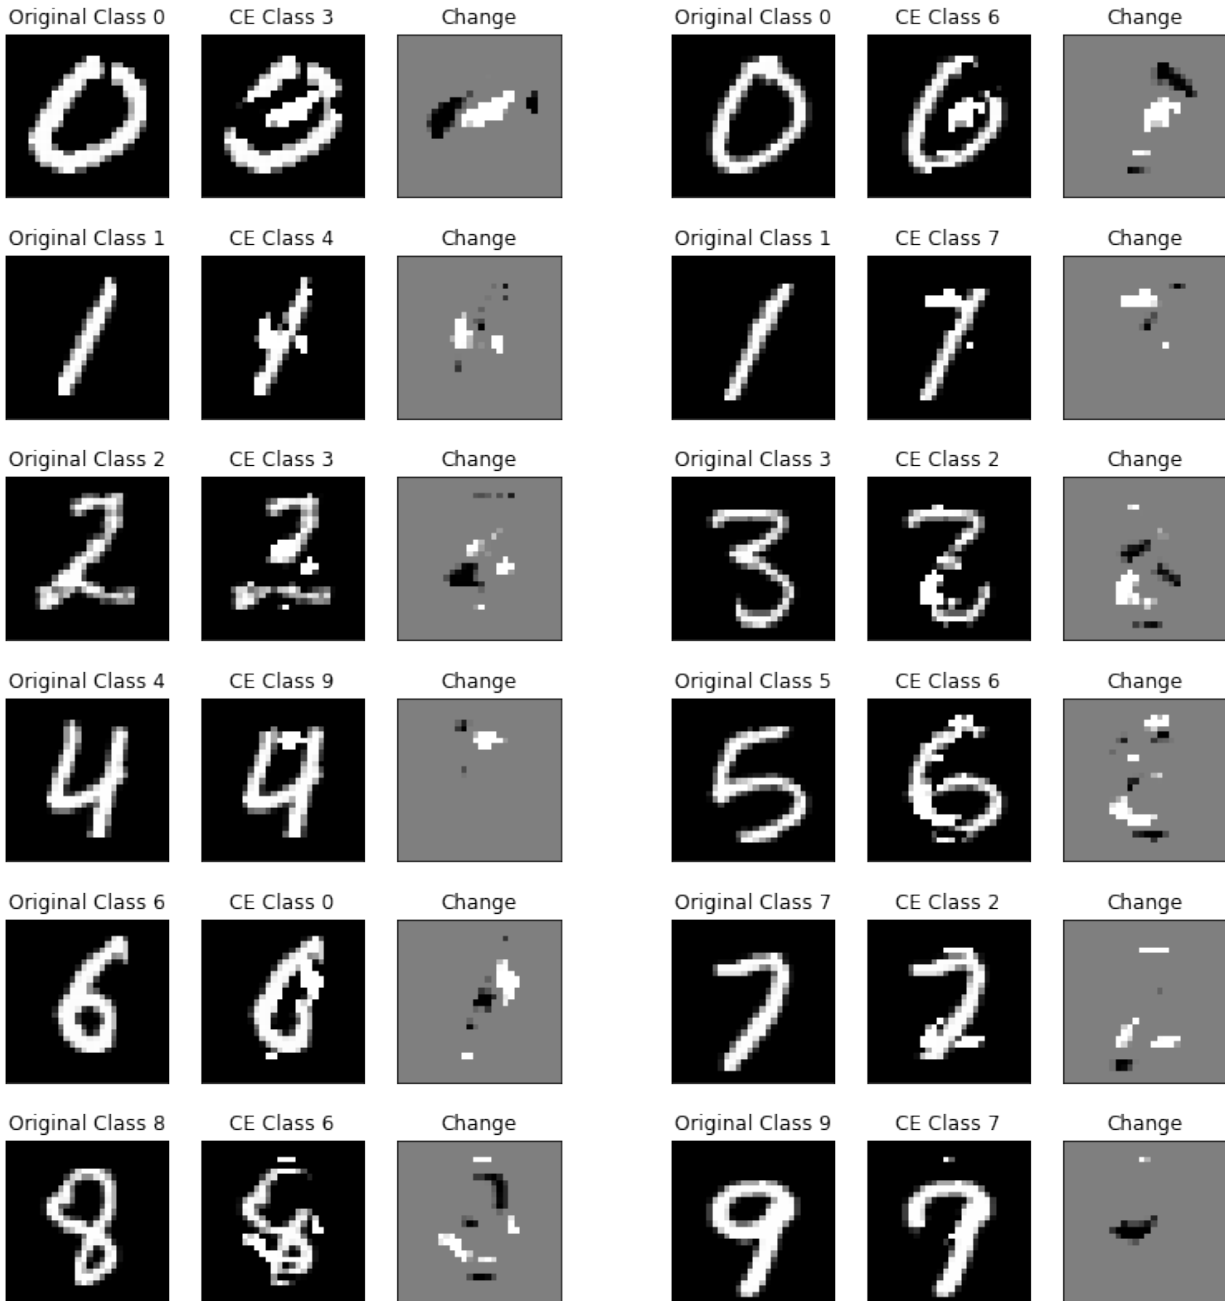 Original Class 0 CE Class 3 Change Original Class 0 CE Class 6 Change
Original Class 1 CE Class 4 Change Original Class 1 CE Class 7 Change
Original Class 2 CE Class 3 Change Original Class 3 CE Class 2 Change
Original Class 4 CE Class 9 Change Original Class 5 CE Class 6 Change
Original Class 6 CE Class 0 Change Original Class 7 CE Class 2 Change
Original Class 8 CE Class 6 Change Original Class 9 CE Class 7 Change